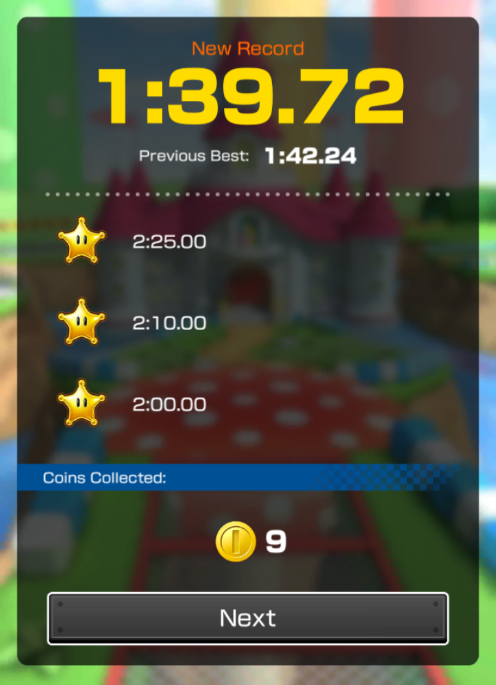 New Record
1:39.72
Previous Best: 1:42.24
2:25.00
2:10.00
2:00.00
Coins Collected:
9
Next